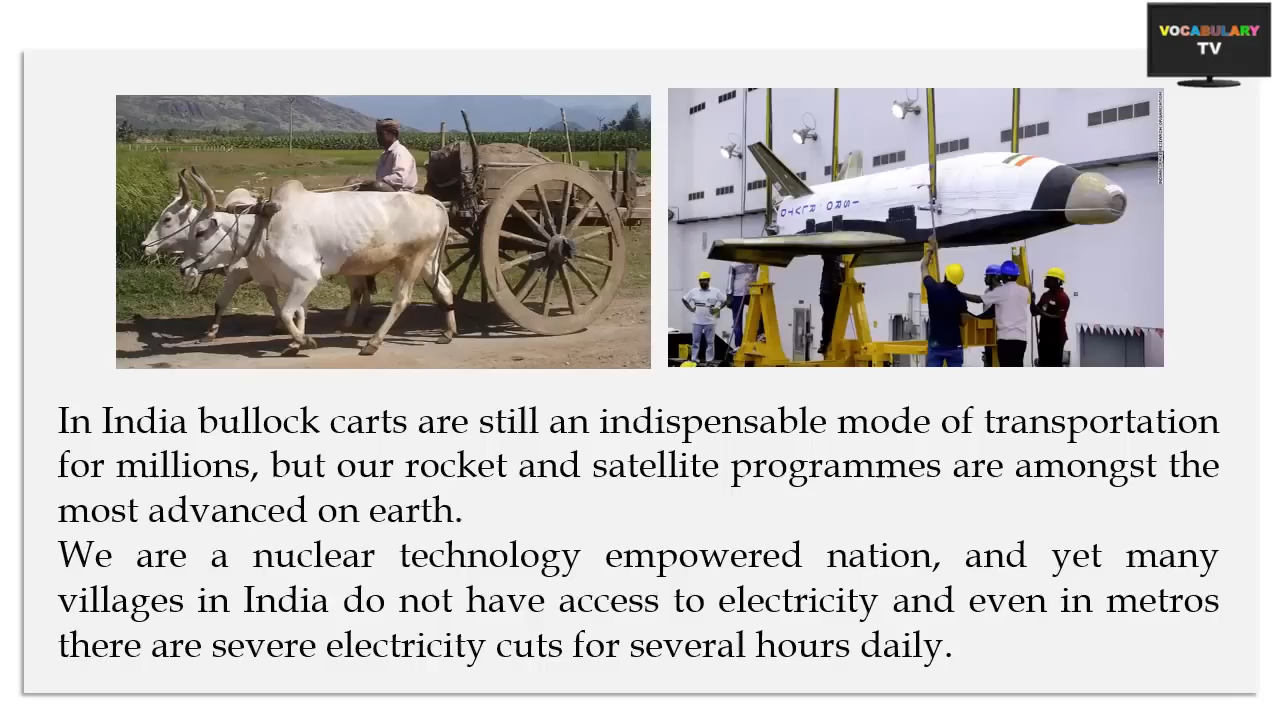 VOCABULARY
TV
ISRO RLVTD
In India bullock carts are still an indispensable mode of transportation
for millions, but our rocket and satellite programmes are amongst the
most advanced on earth.
We are a nuclear technology empowered nation, and yet many
villages in India do not have access to electricity and even in metros
there are severe electricity cuts for several hours daily.